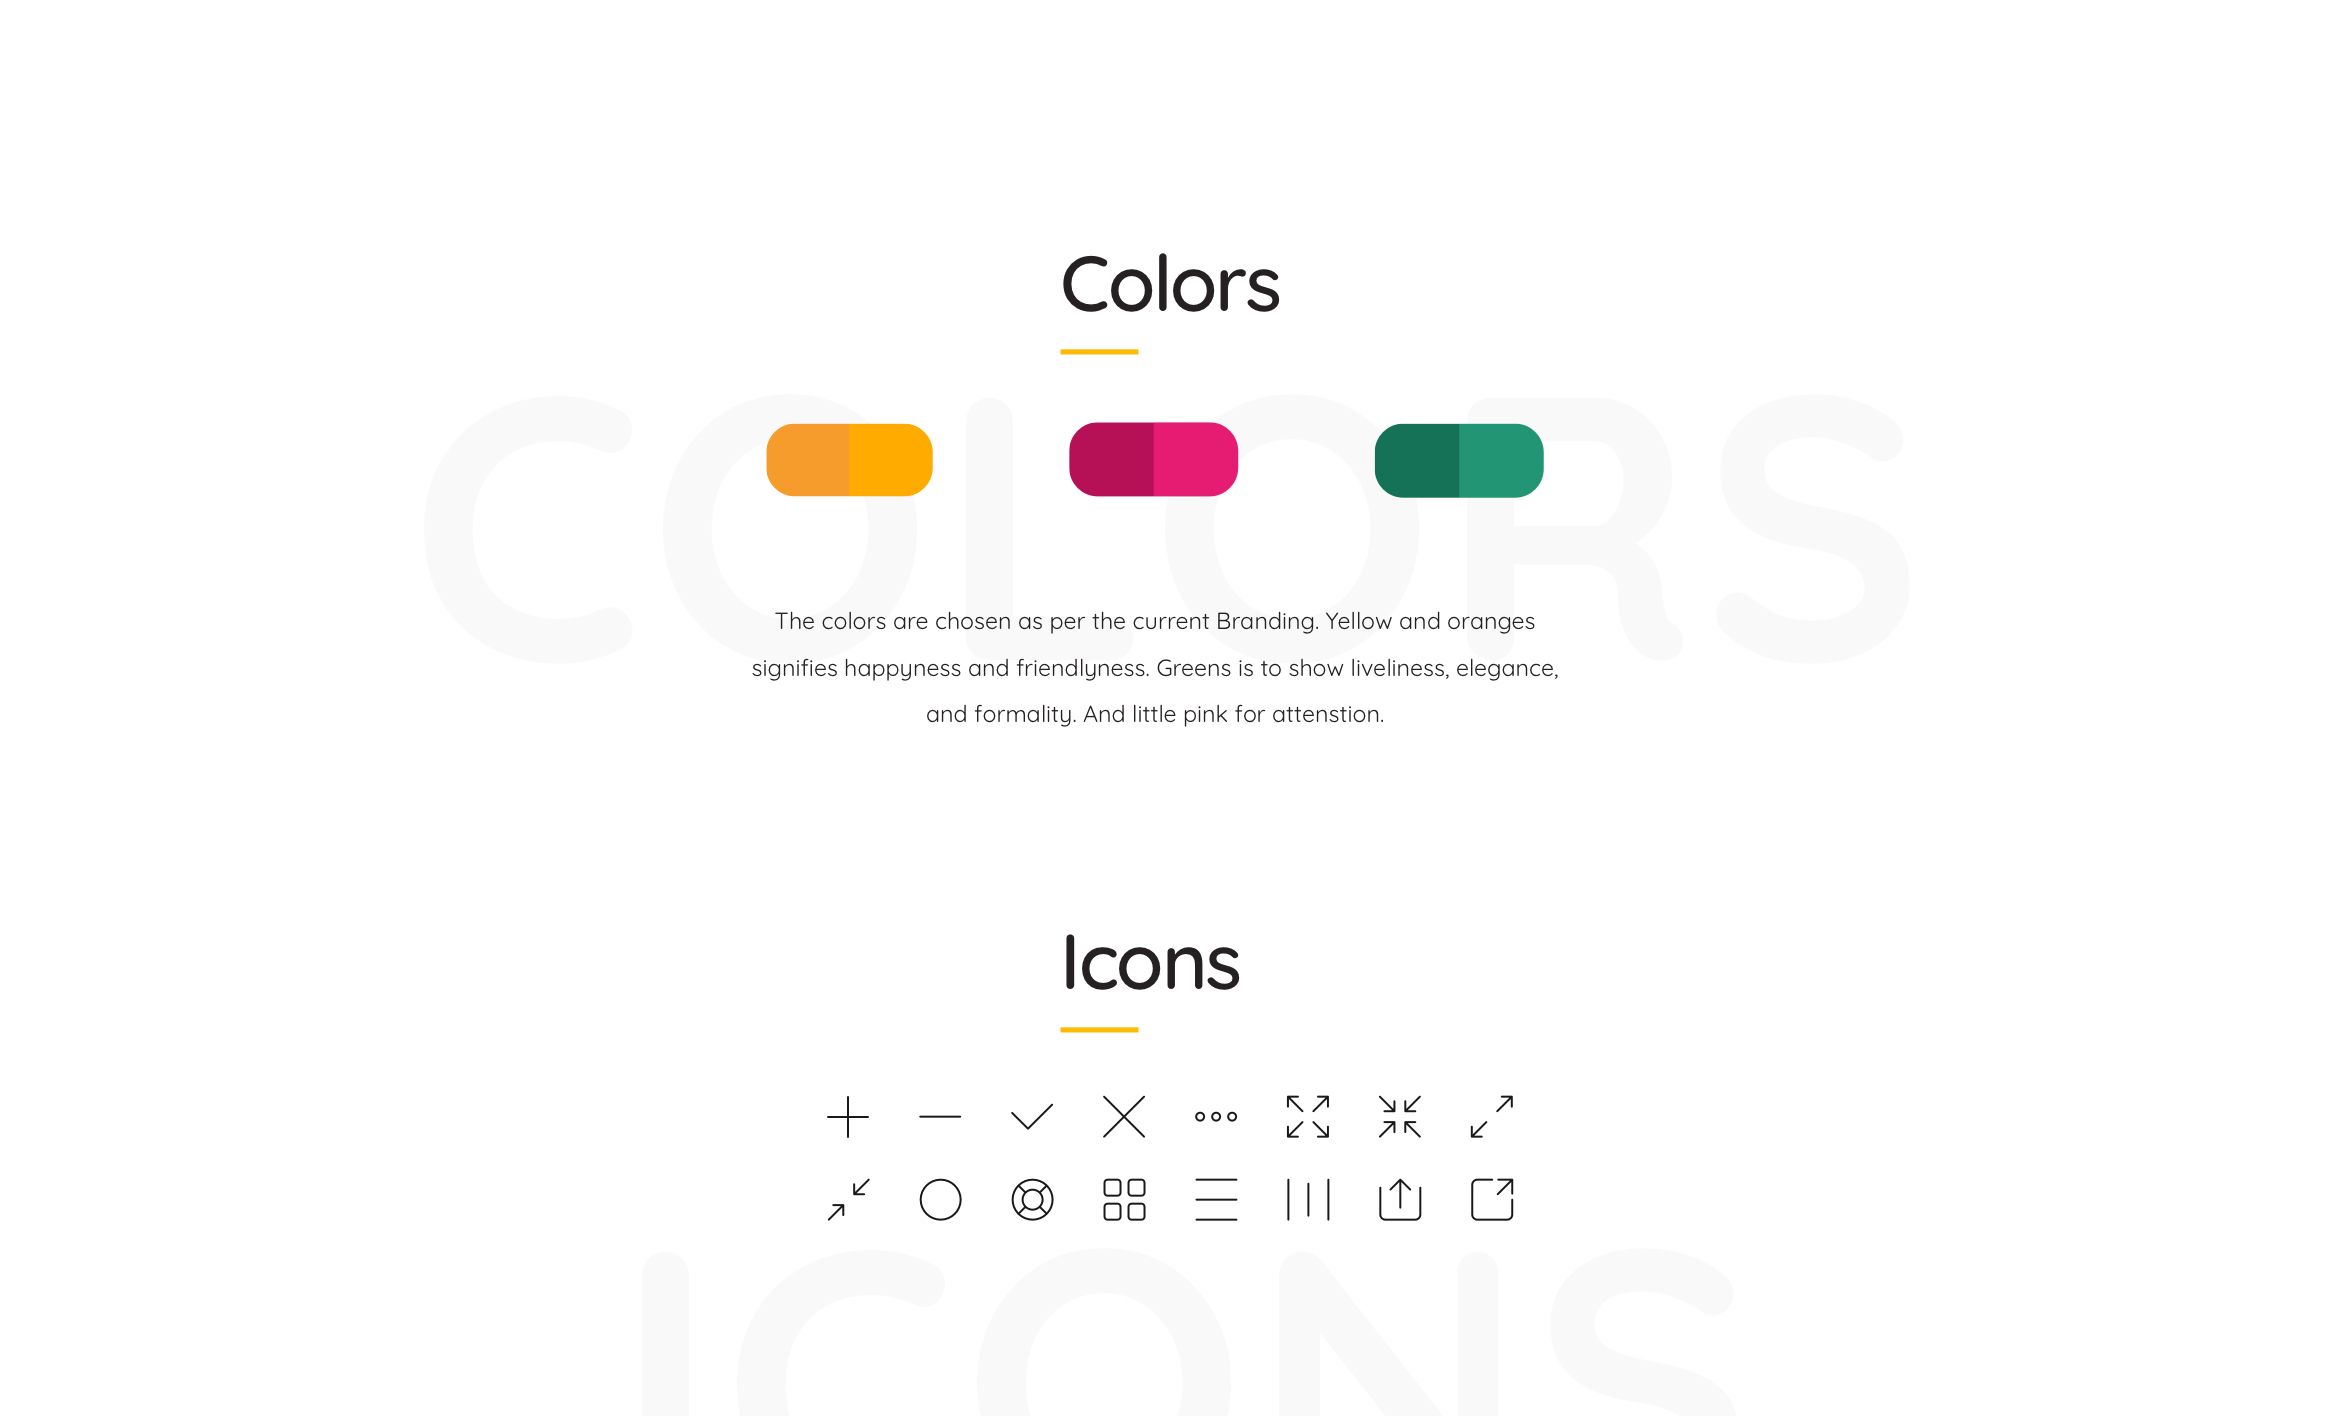 Colors
COLORS
The colors are chosen as per the current Branding. Yellow and oranges
signifies happyness and friendlyness. Greens is to show liveliness, elegance,
and formality. And little pink for attenstion.
Icons
ICONS